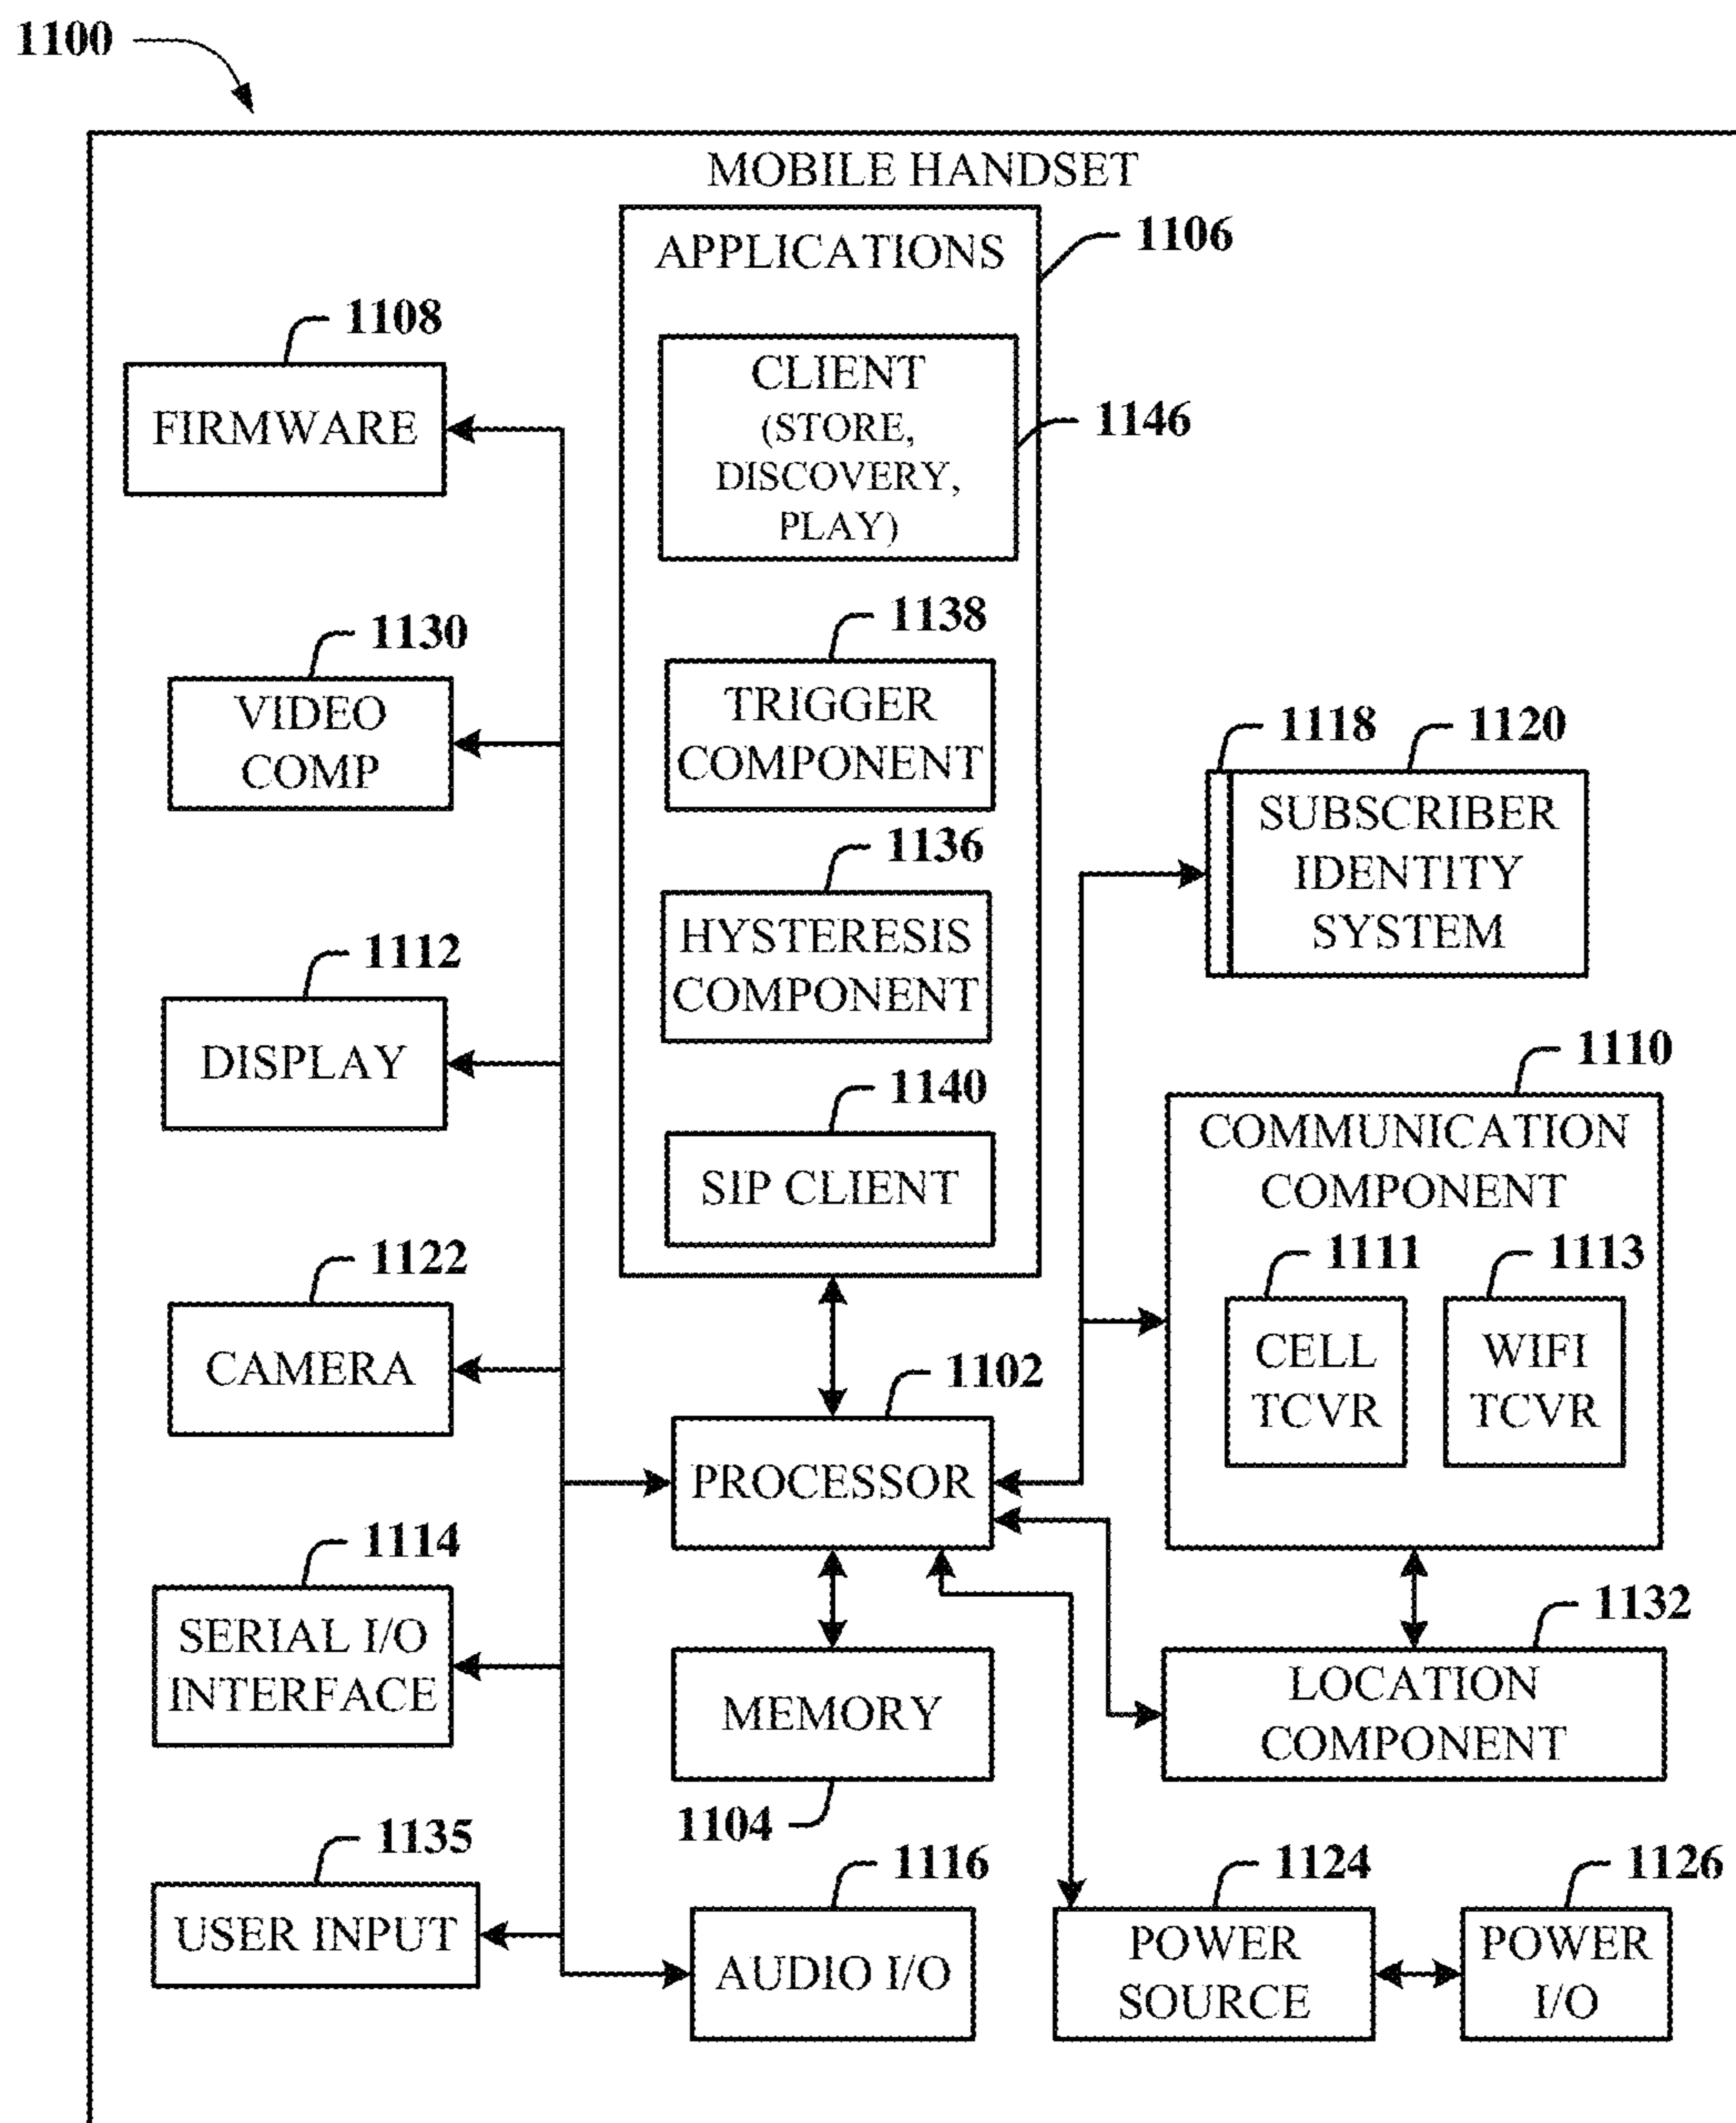 1100
MOBILE HANDSET
APPLICATIONS
1106
CLIENT
(STORE,
DISCOVERY,
PLAY)
1146
1138
TRIGGER
COMPONENT
1136
HYSTERESIS
COMPONENT
1140
SIP CLIENT
1108
FIRMWARE
1130
VIDEO
COMP
1112
DISPLAY
1122
CAMERA
1114
SERIAL I/O
INTERFACE
1135
USER INPUT
1102
PROCESSOR
MEMORY
1104
1116
AUDIO I/O
1118
1120
SUBSCRIBER
IDENTITY
SYSTEM
1110
COMMUNICATION
COMPONENT
1111
CELL
TCVR
1113
WIFI
TCVR
1132
LOCATION
COMPONENT
1124
POWER
SOURCE
1126
POWER
I/O